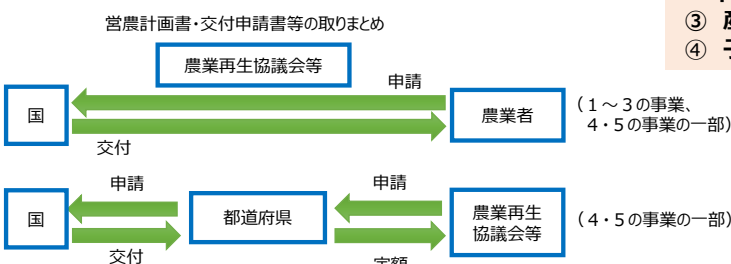 営農計画書・交付申請書等の取りまとめ
③
④
農業再生協議会等
申請
国
農業者
（１～３の事業、
４・５の事業の一部）
交付
申請
申請
国
都道府県
農業再生
協議会等
（４・５の事業の一部）
交付
定額